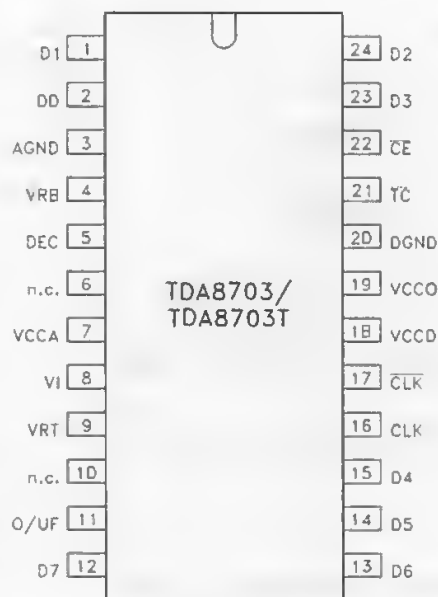 D1 1 24 D2
D0 2 23 D3
AGND 3 22 CE
VRB 4 21 TC
DEC 5 20 DGND
n.c. 6 19 VCCO
TDA8703/
TDA8703T
VCCA 7 18 VCCD
VI 8 17 CLK
VRT 9 16 CLK
n.c. 10 15 D4
O/UF 11 14 D5
D7 12 13 D6